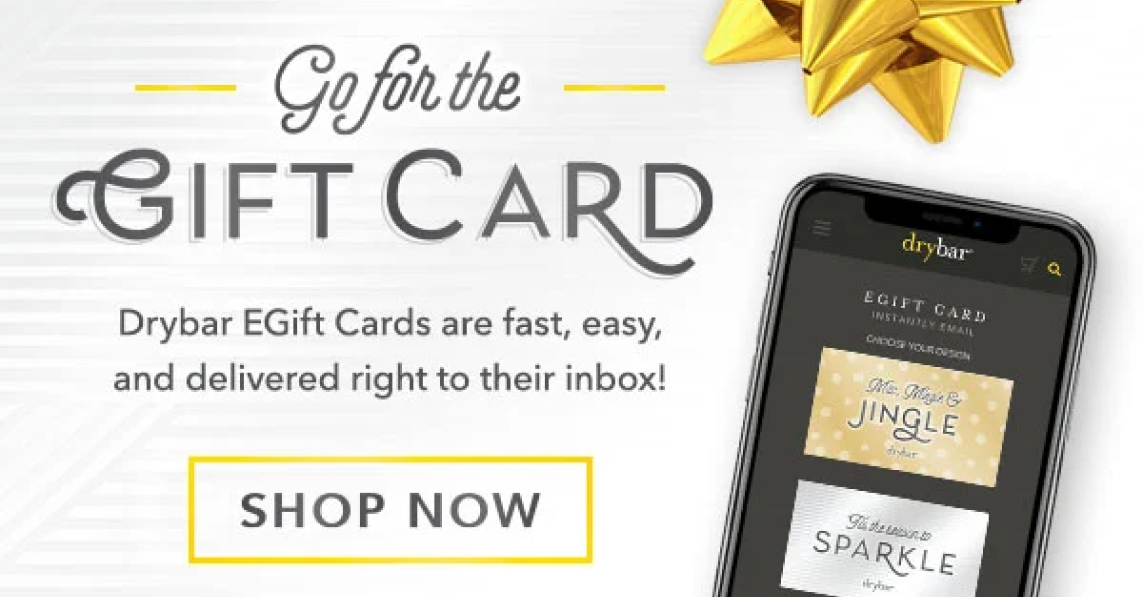 Go for the
GIFT CARD
Drybar EGift Cards are fast, easy,
and delivered right to their inbox!
SHOP NOW
drybar
EGIFT CARD
INSTANTLY EMAIL
CHOOSE YOUR DESIGN
Mix, Mingle &
JINGLE
drybar
'Tis the season to
SPARKLE
drybar